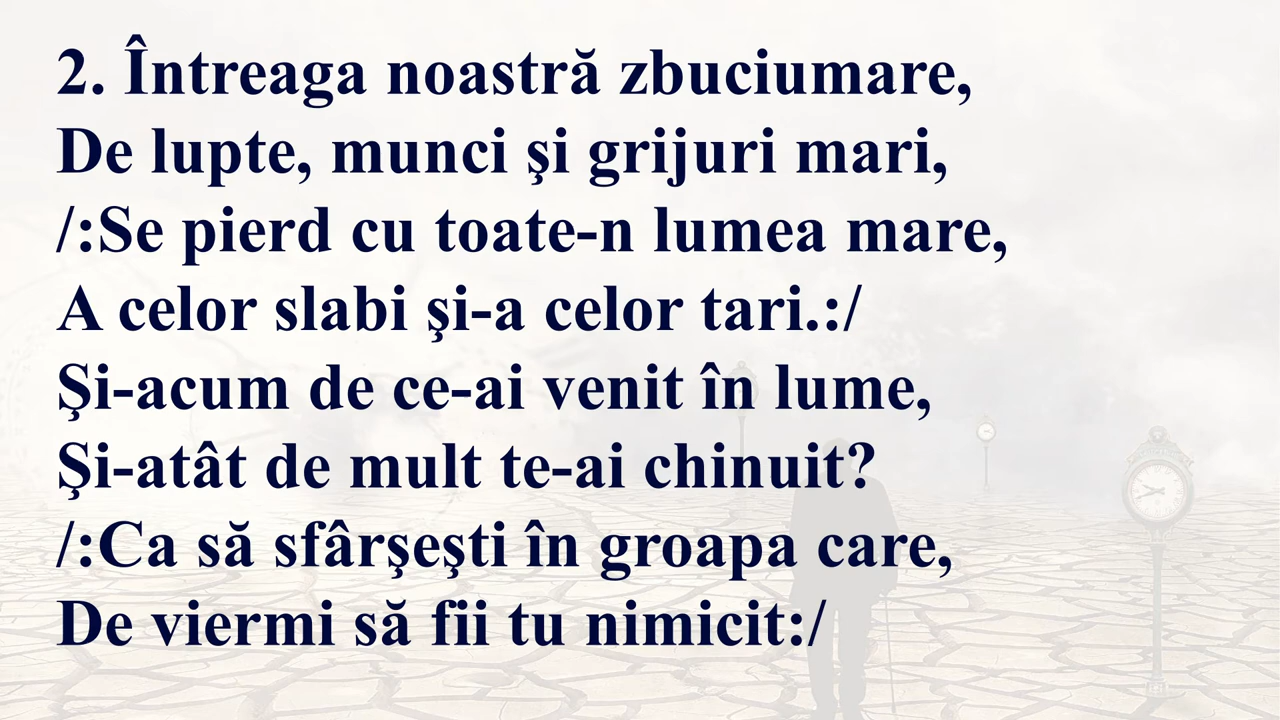 2. Întreaga noastră zbuciumare,
De lupte, munci şi grijuri mari,
/:Se pierd cu toate-n lumea mare,
A celor slabi şi-a celor tari.:/
Şi-acum de ce-ai venit în lume,
Şi-atât de mult te-ai chinuit?
/:Ca să sfârşeşti în groapa care,
De viermi să fii tu nimicit:/